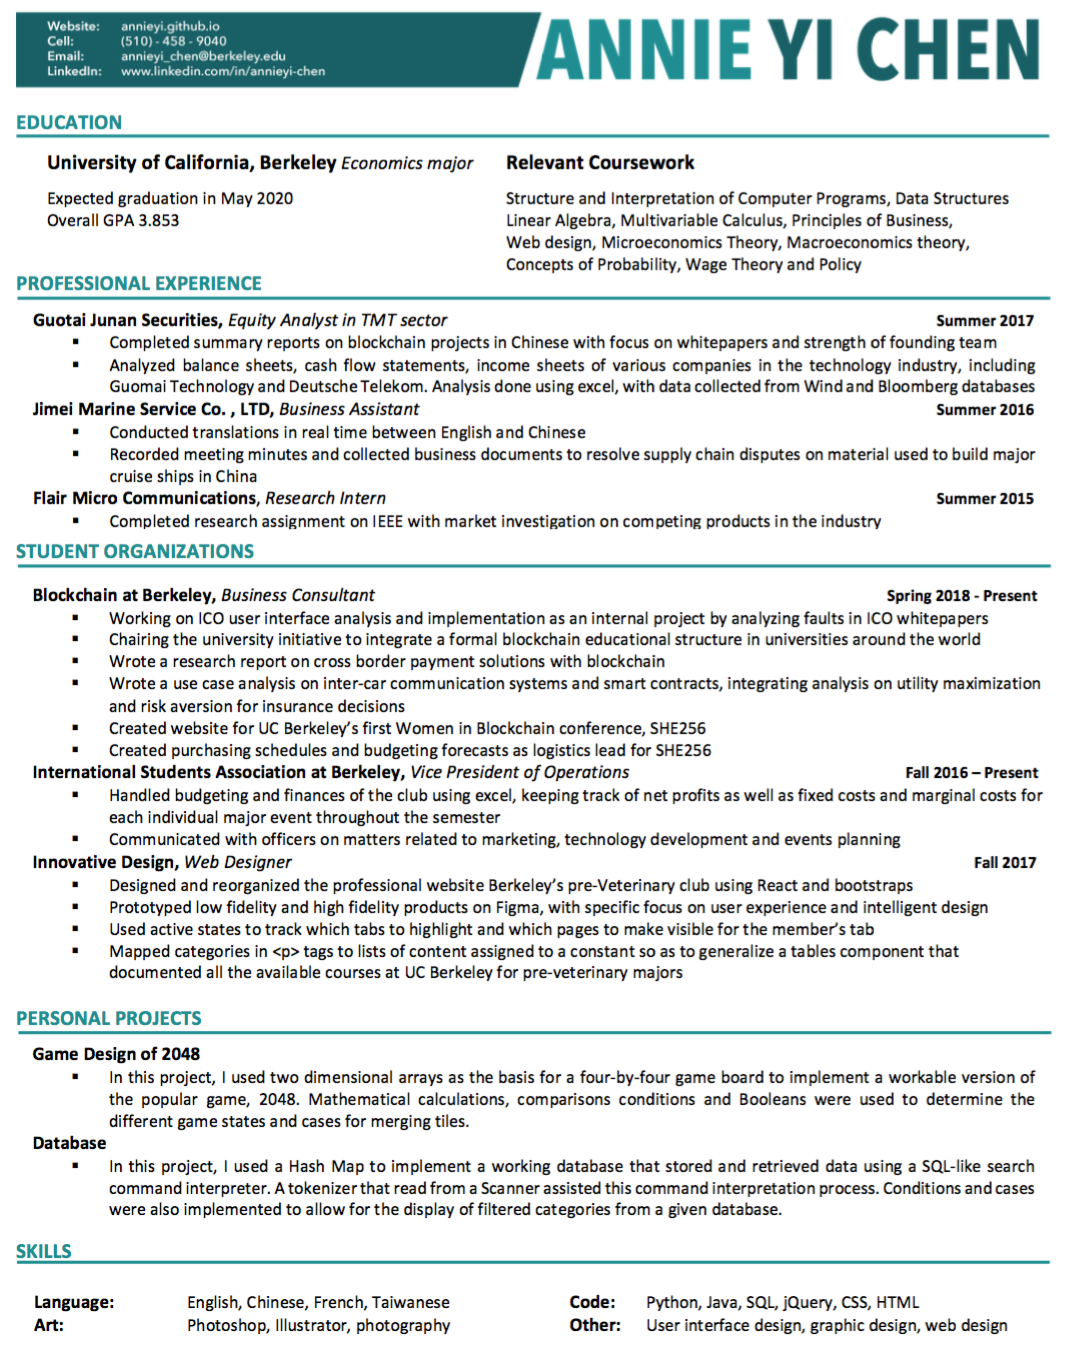 Website: annieyi.github.io
Cell: (510) - 458 - 9040
Email: annieyi_chen@berkeley.edu
LinkedIn: www.linkedin.com/in/annieyi-chen
ANNIE YI CHEN
EDUCATION
University of California, Berkeley Economics major
Expected graduation in May 2020
Overall GPA 3.853
Relevant Coursework
Structure and Interpretation of Computer Programs, Data Structures
Linear Algebra, Multivariable Calculus, Principles of Business,
Web design, Microeconomics Theory, Macroeconomics theory,
Concepts of Probability, Wage Theory and Policy
PROFESSIONAL EXPERIENCE
Guotai Junan Securities, Equity Analyst in TMT sector Summer 2017
▪ Completed summary reports on blockchain projects in Chinese with focus on whitepapers and strength of founding team
▪ Analyzed balance sheets, cash flow statements, income sheets of various companies in the technology industry, including
Guomai Technology and Deutsche Telekom. Analysis done using excel, with data collected from Wind and Bloomberg databases
Jimei Marine Service Co. , LTD, Business Assistant Summer 2016
▪ Conducted translations in real time between English and Chinese
▪ Recorded meeting minutes and collected business documents to resolve supply chain disputes on material used to build major
cruise ships in China
Flair Micro Communications, Research Intern Summer 2015
▪ Completed research assignment on IEEE with market investigation on competing products in the industry
STUDENT ORGANIZATIONS
Blockchain at Berkeley, Business Consultant Spring 2018 - Present
▪ Working on ICO user interface analysis and implementation as an internal project by analyzing faults in ICO whitepapers
▪ Chairing the university initiative to integrate a formal blockchain educational structure in universities around the world
▪ Wrote a research report on cross border payment solutions with blockchain
▪ Wrote a use case analysis on inter-car communication systems and smart contracts, integrating analysis on utility maximization
and risk aversion for insurance decisions
▪ Created website for UC Berkeley's first Women in Blockchain conference, SHE256
▪ Created purchasing schedules and budgeting forecasts as logistics lead for SHE256
International Students Association at Berkeley, Vice President of Operations Fall 2016 – Present
▪ Handled budgeting and finances of the club using excel, keeping track of net profits as well as fixed costs and marginal costs for
each individual major event throughout the semester
▪ Communicated with officers on matters related to marketing, technology development and events planning
Innovative Design, Web Designer Fall 2017
▪ Designed and reorganized the professional website Berkeley's pre-Veterinary club using React and bootstraps
▪ Prototyped low fidelity and high fidelity products on Figma, with specific focus on user experience and intelligent design
▪ Used active states to track which tabs to highlight and which pages to make visible for the member's tab
▪ Mapped categories in <p> tags to lists of content assigned to a constant so as to generalize a tables component that
documented all the available courses at UC Berkeley for pre-veterinary majors
PERSONAL PROJECTS
Game Design of 2048
▪ In this project, I used two dimensional arrays as the basis for a four-by-four game board to implement a workable version of
the popular game, 2048. Mathematical calculations, comparisons conditions and Booleans were used to determine the
different game states and cases for merging tiles.
Database
▪ In this project, I used a Hash Map to implement a working database that stored and retrieved data using a SQL-like search
command interpreter. A tokenizer that read from a Scanner assisted this command interpretation process. Conditions and cases
were also implemented to allow for the display of filtered categories from a given database.
SKILLS
Language: English, Chinese, French, Taiwanese Code: Python, Java, SQL, jQuery, CSS, HTML
Art: Photoshop, Illustrator, photography Other: User interface design, graphic design, web design